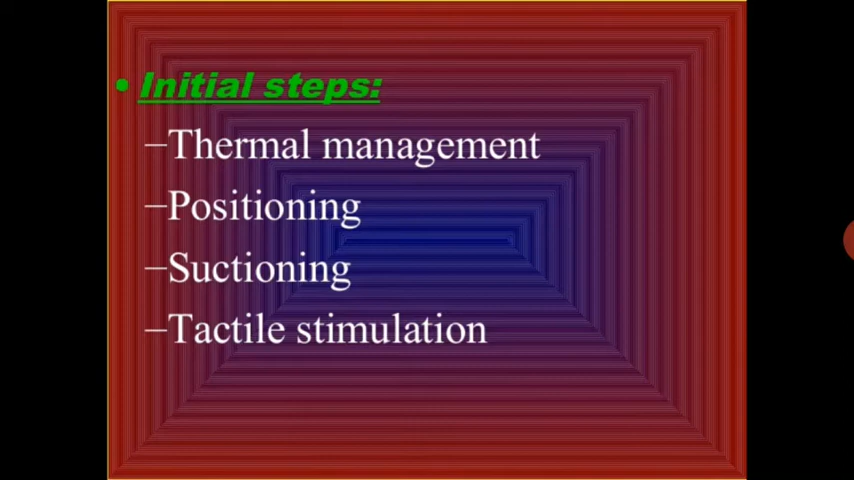 • Initial steps:
–Thermal management
–Positioning
–Suctioning
–Tactile stimulation